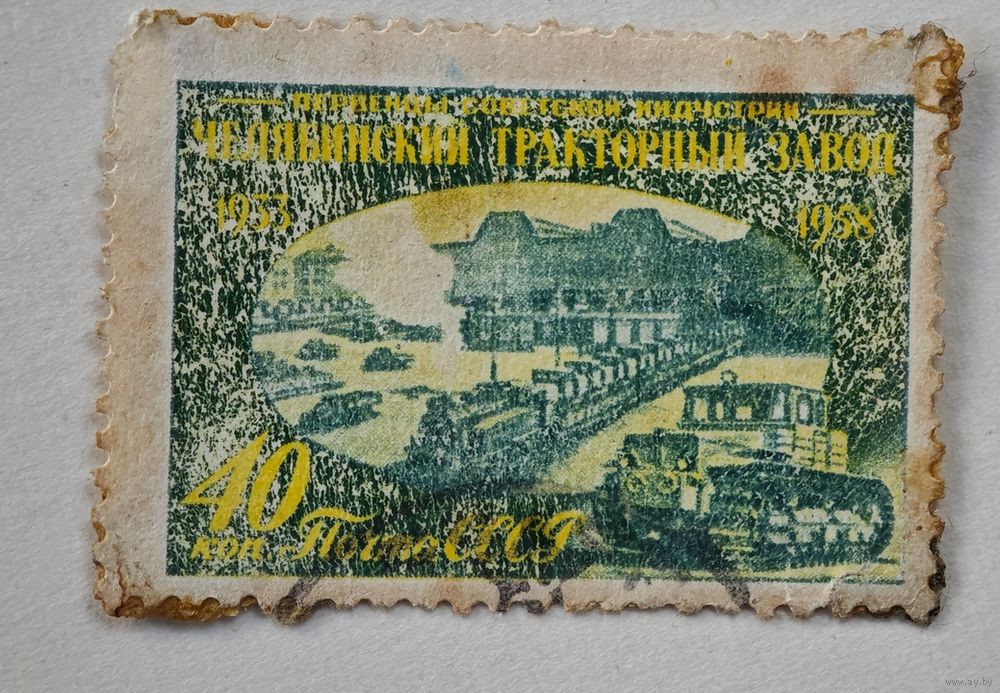 ПЕРВЕНЦЫ СОВЕТСКОЙ ИНДУСТРИИ
ЧЕЛЯБИНСКИЙ ТРАКТОРНЫЙ ЗАВОД
1933 1958
40
коп. Почта СССР
www.ay.by